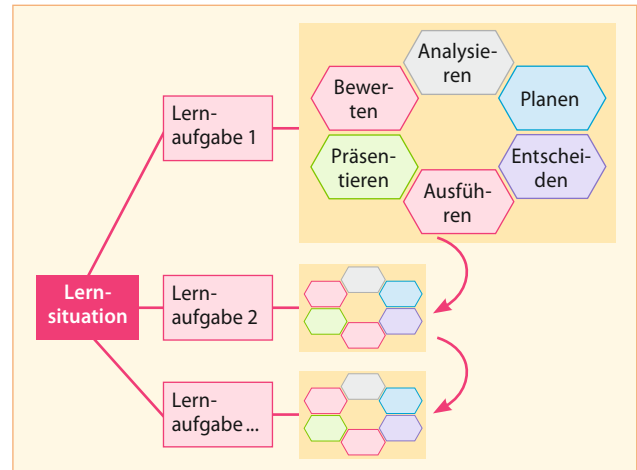 Lern-
situation
Lern-
aufgabe 1
Analysie-
ren
Planen
Entschei-
den
Ausfüh-
ren
Präsen-
tieren
Bewer-
ten
Lern-
aufgabe 2
Lern-
aufgabe ...